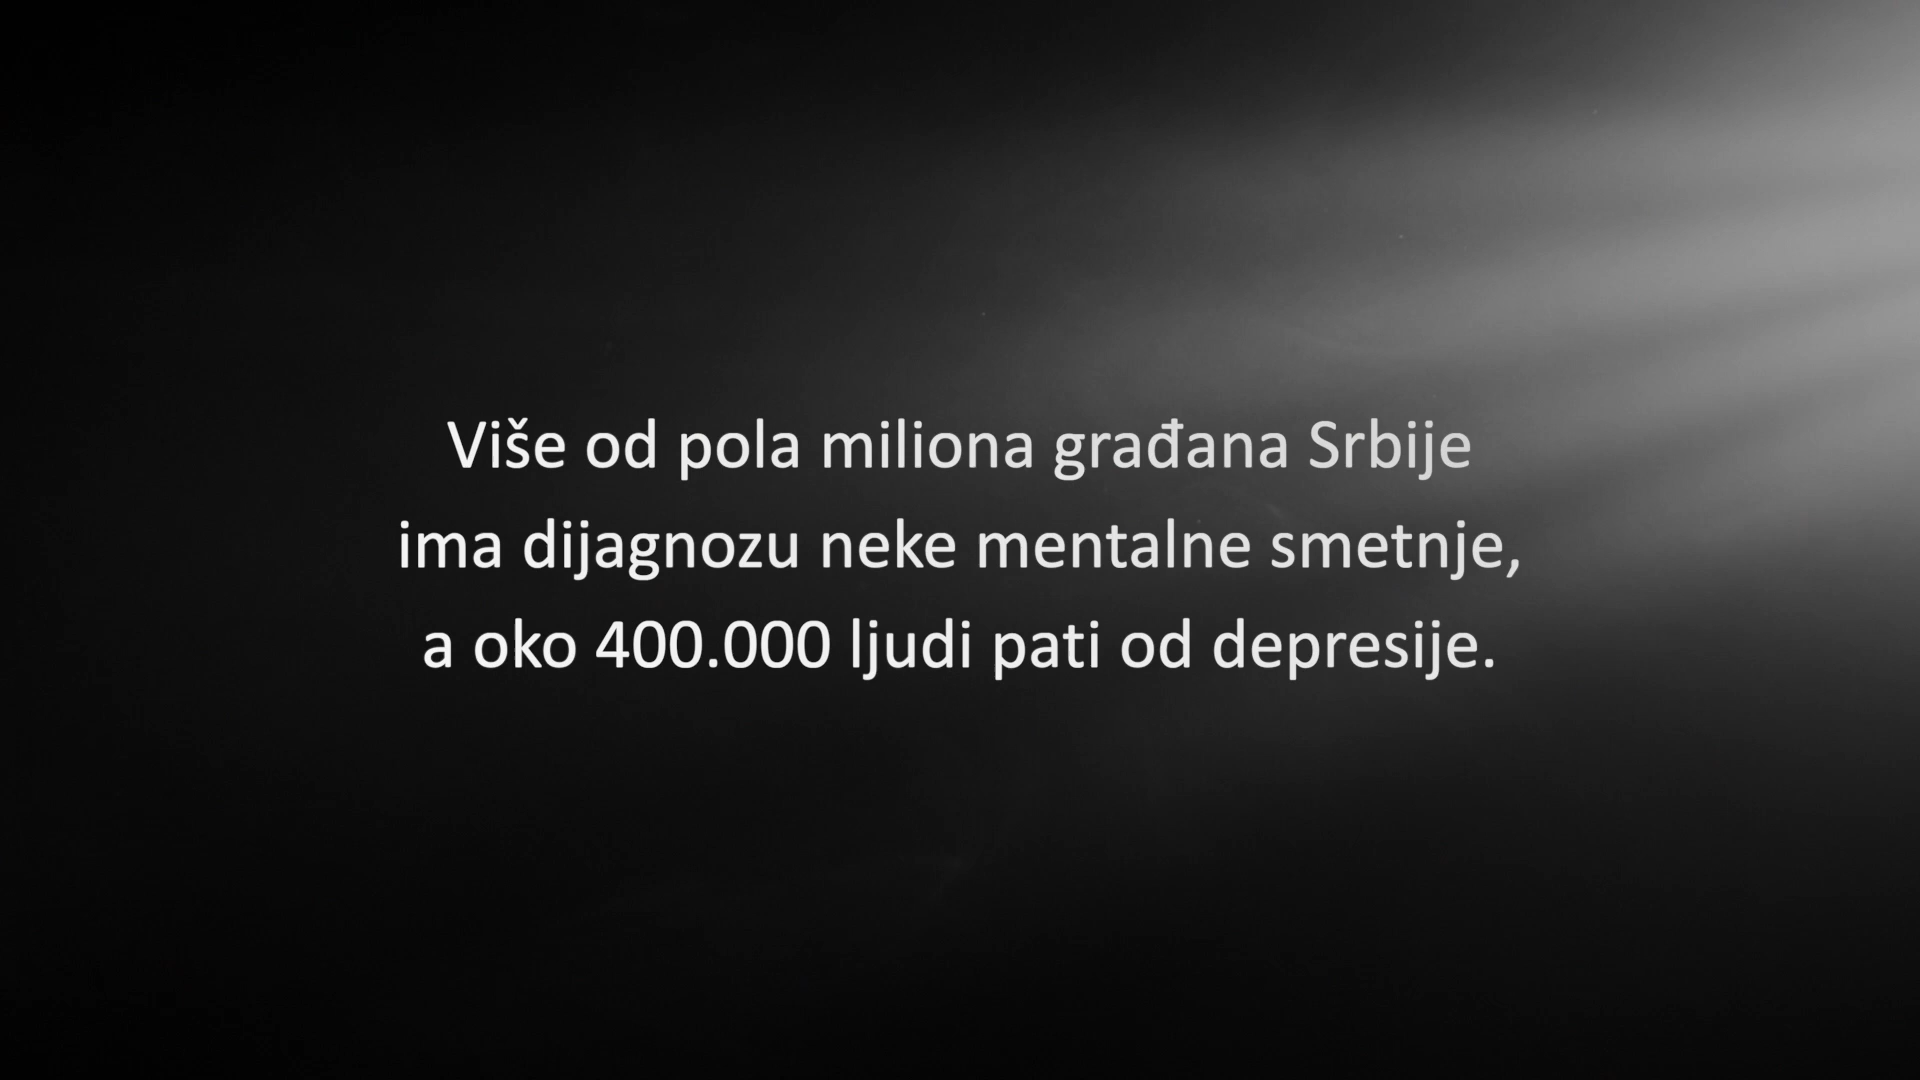 Više od pola miliona građana Srbije
ima dijagnozu neke mentalne smetnje,
a oko 400.000 ljudi pati od depresije.